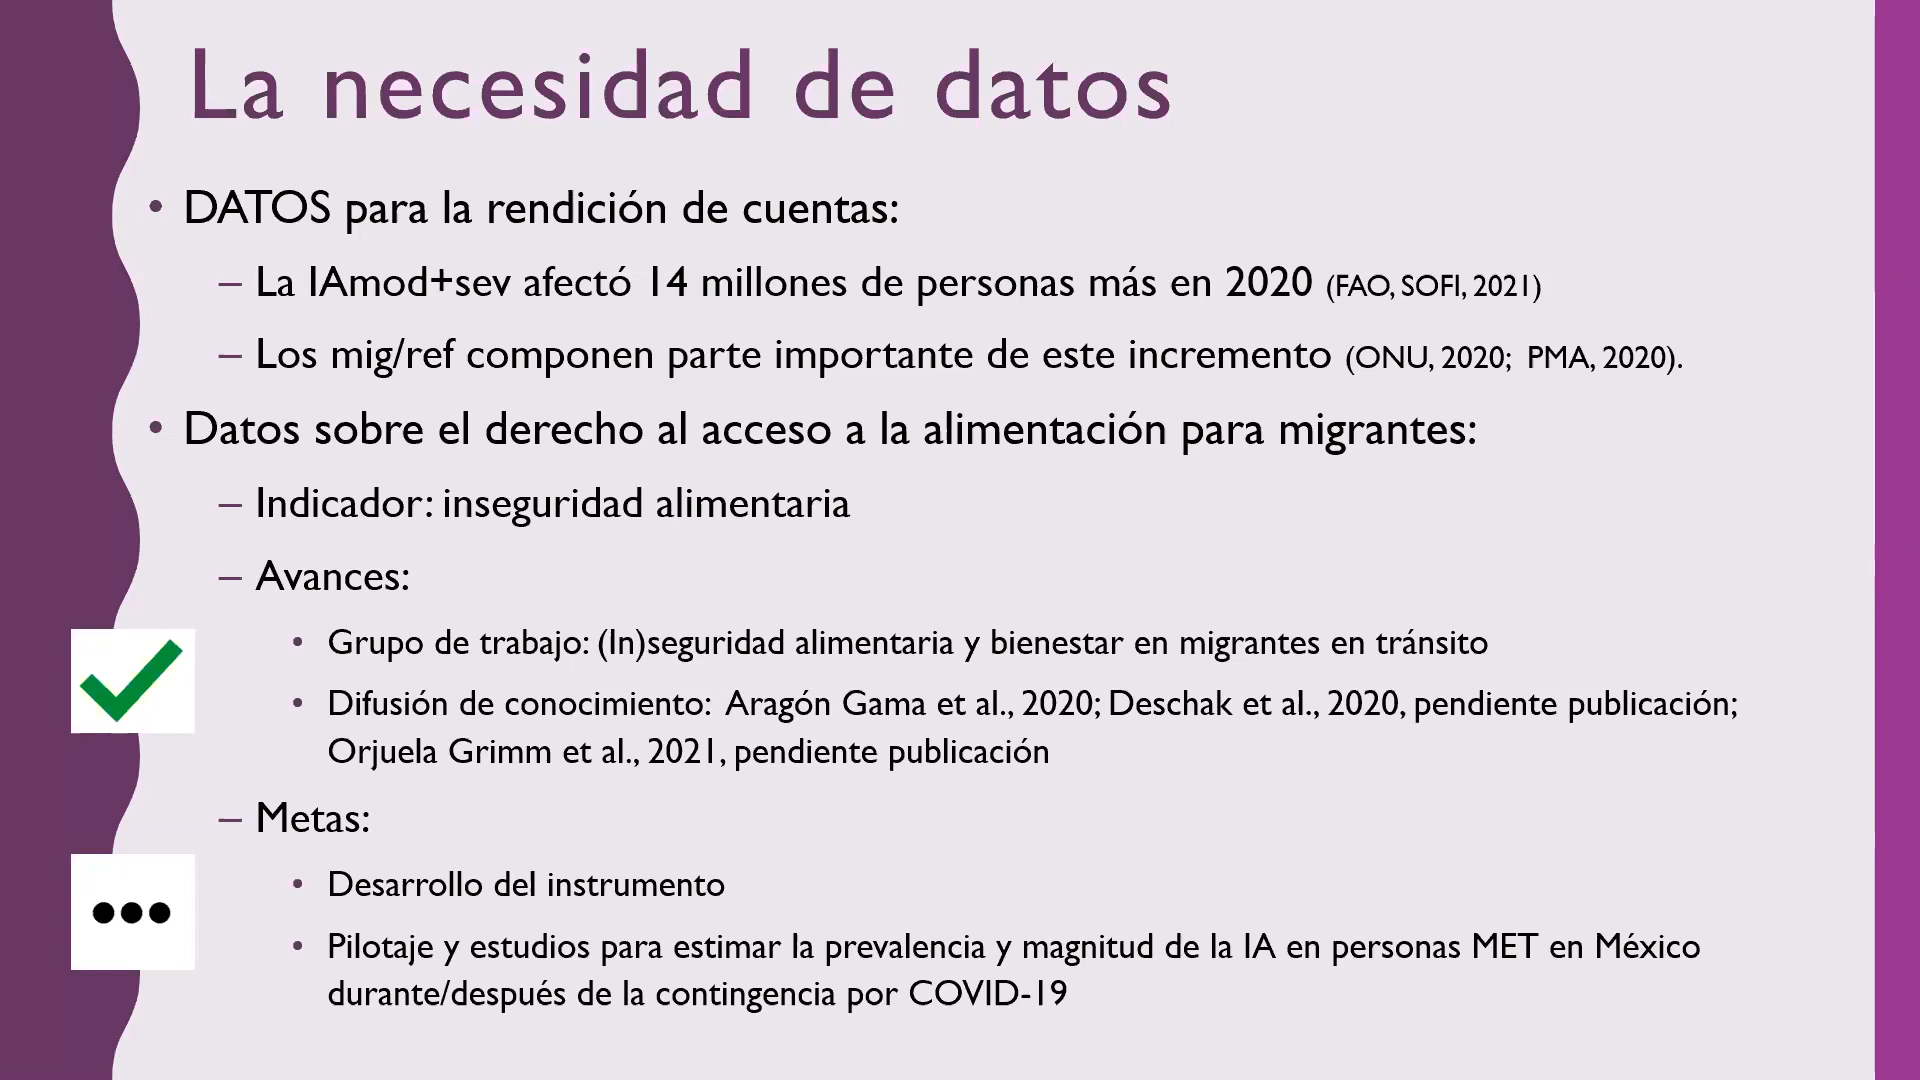 La necesidad de datos
• DATOS para la rendición de cuentas:
– La IAmod+sev afectó 14 millones de personas más en 2020 (FAO, SOFI, 2021)
– Los mig/ref componen parte importante de este incremento (ONU, 2020; PMA, 2020).
• Datos sobre el derecho al acceso a la alimentación para migrantes:
– Indicador: inseguridad alimentaria
– Avances:
• Grupo de trabajo: (In)seguridad alimentaria y bienestar en migrantes en tránsito
• Difusión de conocimiento: Aragón Gama et al., 2020; Deschak et al., 2020, pendiente publicación;
Orjuela Grimm et al., 2021, pendiente publicación
– Metas:
• Desarrollo del instrumento
• Pilotaje y estudios para estimar la prevalencia y magnitud de la IA en personas MET en México
durante/después de la contingencia por COVID-19